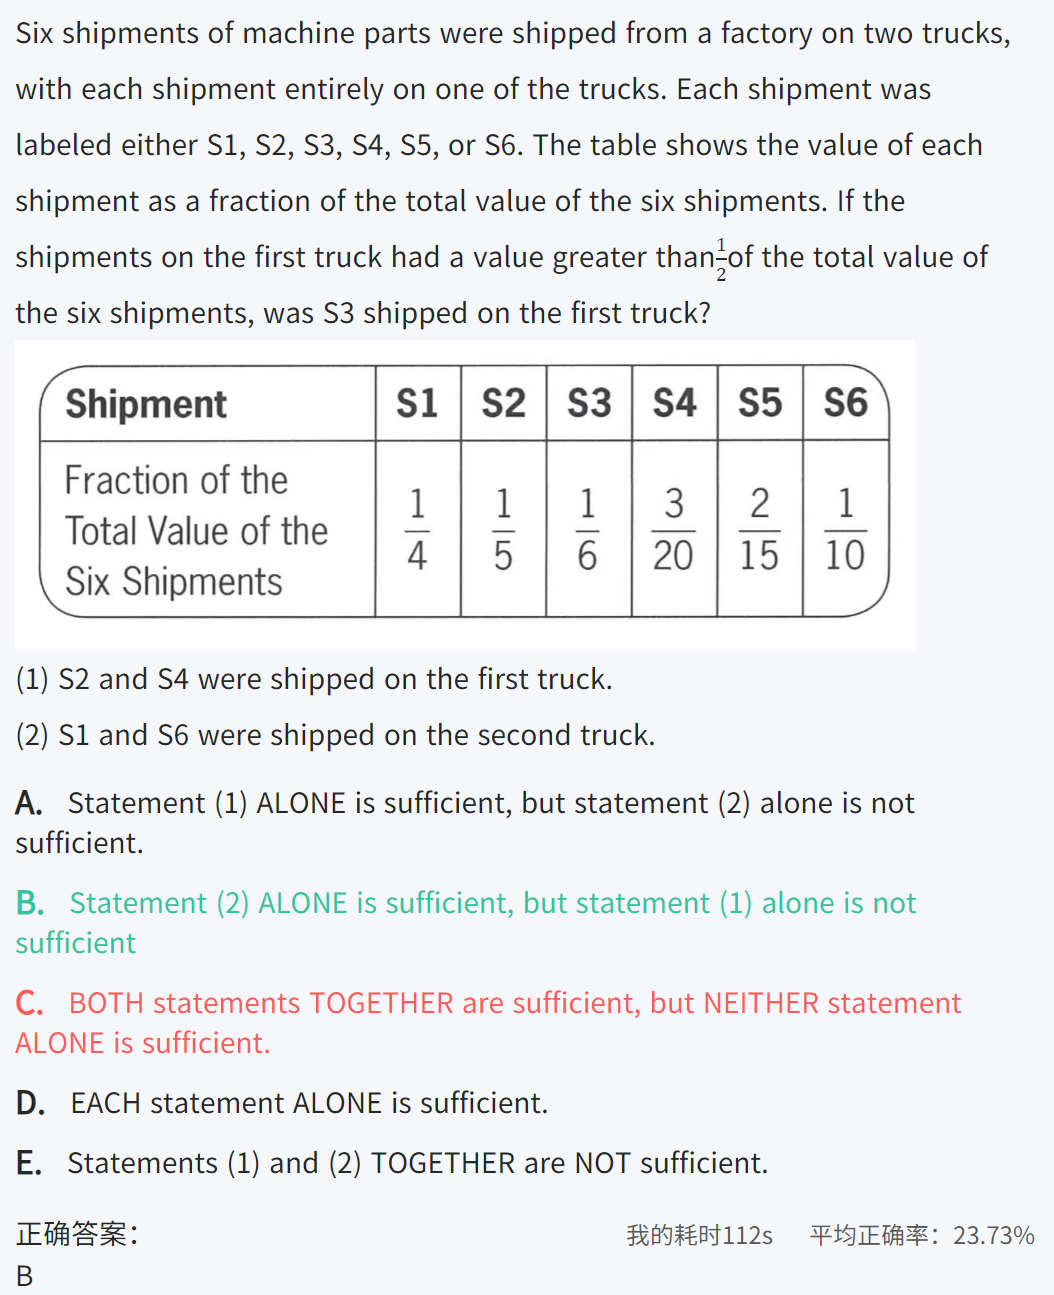 Six shipments of machine parts were shipped from a factory on two trucks,
with each shipment entirely on one of the trucks. Each shipment was
labeled either S1, S2, S3, S4, S5, or S6. The table shows the value of each
shipment as a fraction of the total value of the six shipments. If the
shipments on the first truck had a value greater than 1/2 of the total value of
the six shipments, was S3 shipped on the first truck?
Shipment S1 S2 S3 S4 S5 S6
Fraction of the
Total Value of the
Six Shipments
1/4 1/5 1/6 3/20 2/15 1/10
(1) S2 and S4 were shipped on the first truck.
(2) S1 and S6 were shipped on the second truck.
A. Statement (1) ALONE is sufficient, but statement (2) alone is not
sufficient.
B. Statement (2) ALONE is sufficient, but statement (1) alone is not
sufficient
C. BOTH statements TOGETHER are sufficient, but NEITHER statement
ALONE is sufficient.
D. EACH statement ALONE is sufficient.
E. Statements (1) and (2) TOGETHER are NOT sufficient.
正确答案：
我的耗时112s 平均正确率：23.73%
B